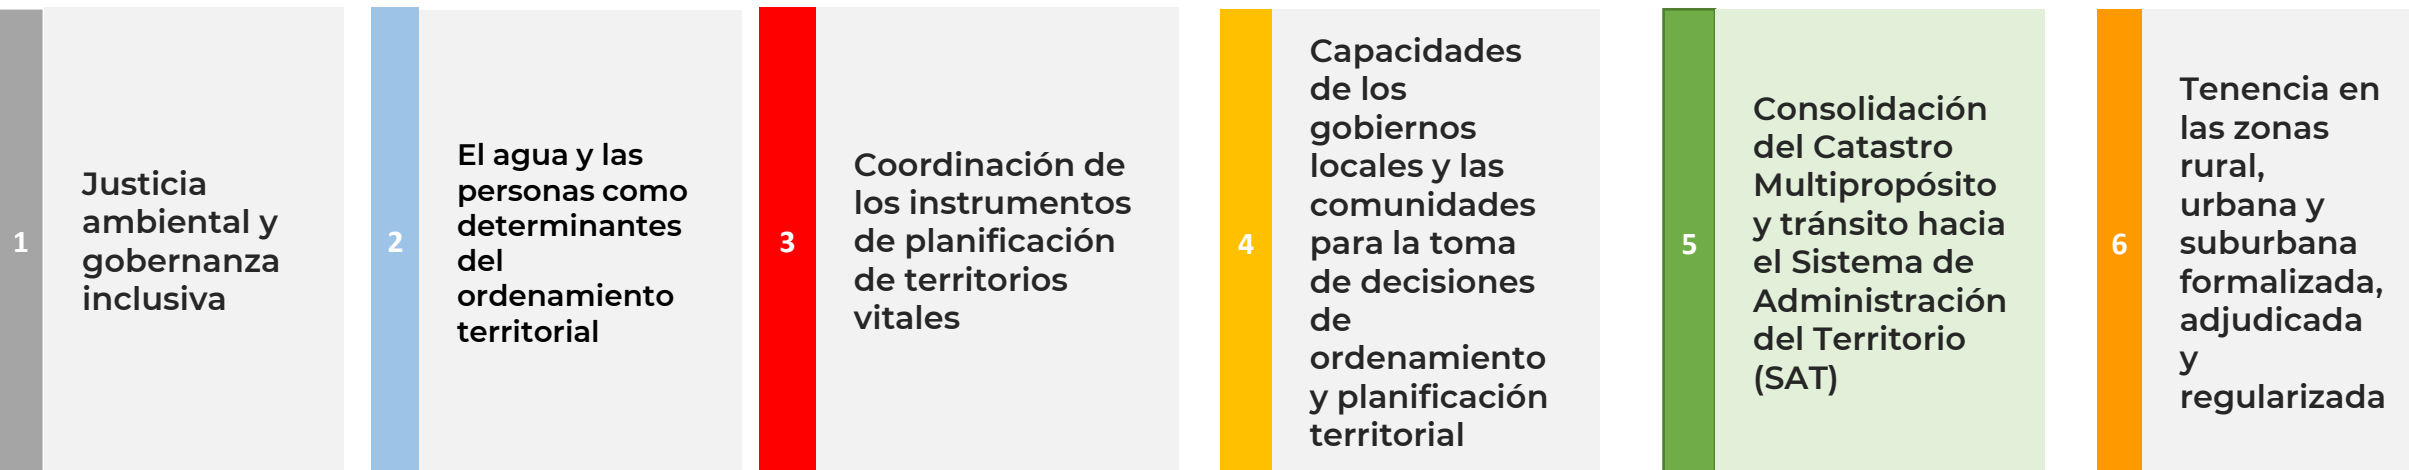 1
Justicia
ambiental y
gobernanza
inclusiva
2
El agua y las
personas como
determinantes
del
ordenamiento
territorial
3
Coordinación de
los instrumentos
de planificación
de territorios
vitales
4
Capacidades
de los
gobiernos
locales y las
comunidades
para la toma
de decisiones
de
ordenamiento
y planificación
territorial
5
Consolidación
del Catastro
Multipropósito
y tránsito hacia
el Sistema de
Administración
del Territorio
(SAT)
6
Tenencia en
las zonas
rural,
urbana y
suburbana
formalizada,
adjudicada
y
regularizada